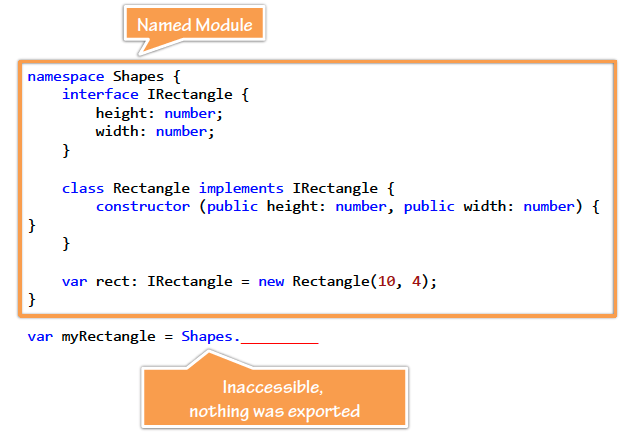 Named Module
namespace Shapes {
    interface IRectangle {
        height: number;
        width: number;
    }
    class Rectangle implements IRectangle {
        constructor (public height: number, public width: number) {
}
    }
    var rect: IRectangle = new Rectangle(10, 4);
}
var myRectangle = Shapes._________
Inaccessible,
nothing was exported